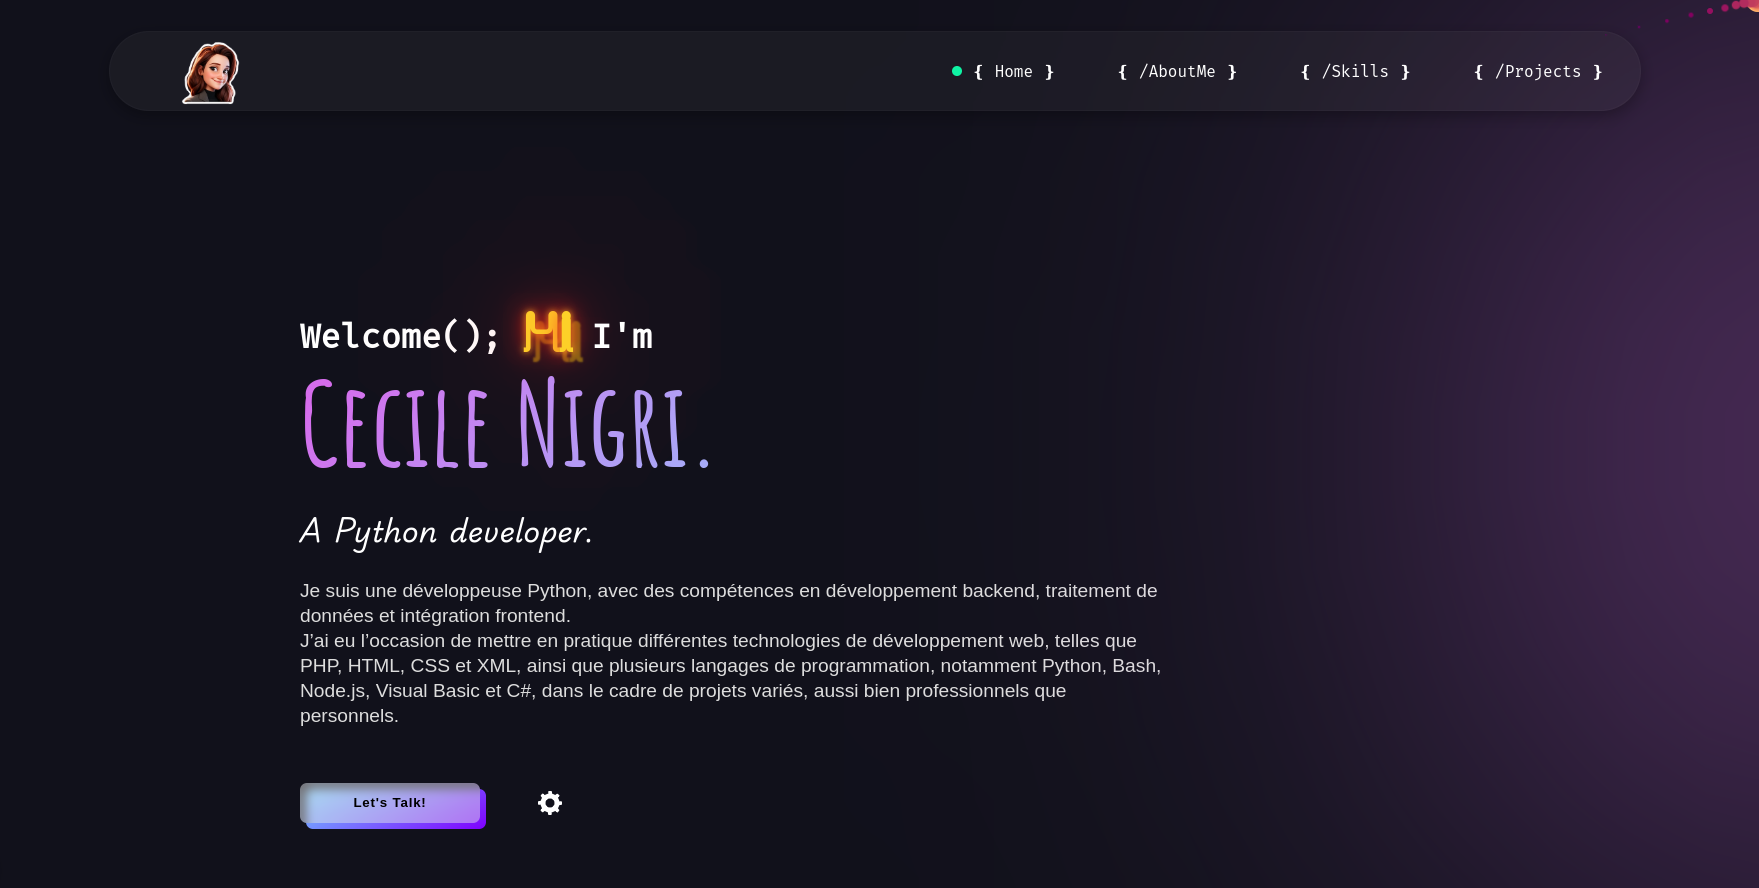 { Home } { /AboutMe } { /Skills } { /Projects }
Welcome(); Hi I'm
Cecile Nigri.
A Python developer.
Je suis une développeuse Python, avec des compétences en développement backend, traitement de
données et intégration frontend.
J’ai eu l’occasion de mettre en pratique différentes technologies de développement web, telles que
PHP, HTML, CSS et XML, ainsi que plusieurs langages de programmation, notamment Python, Bash,
Node.js, Visual Basic et C#, dans le cadre de projets variés, aussi bien professionnels que
personnels.
Let's Talk!